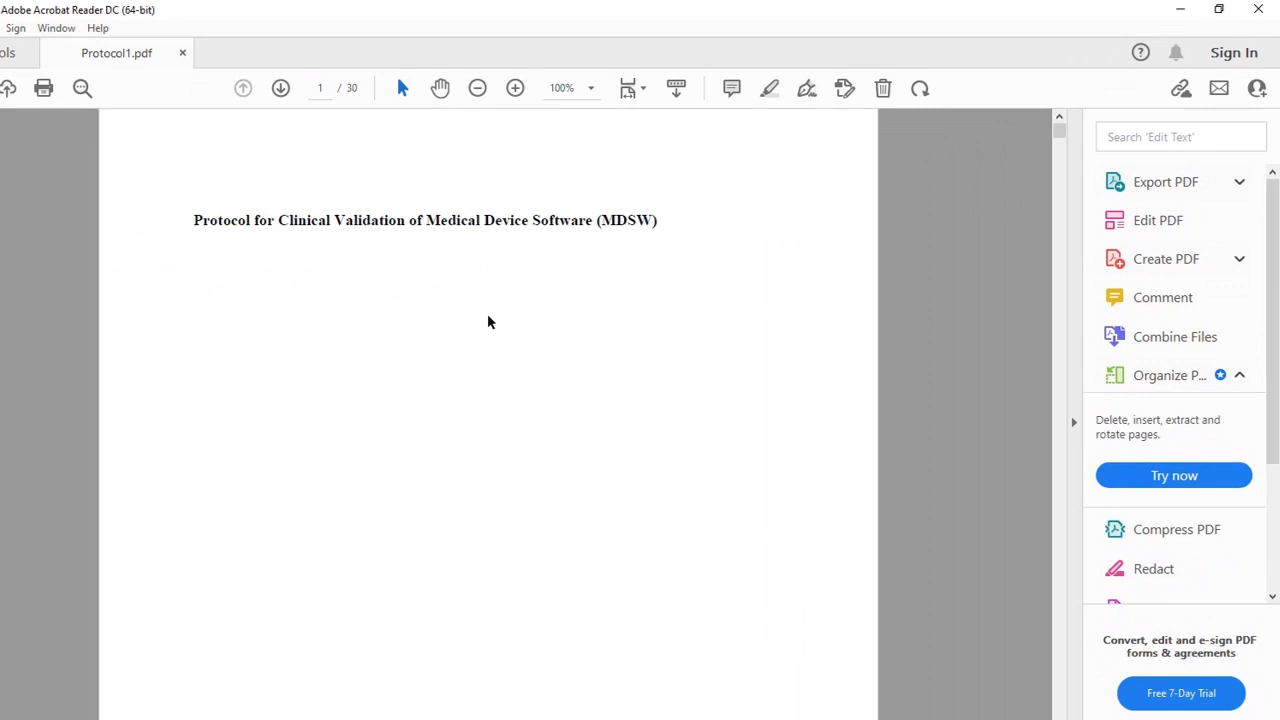 Adobe Acrobat Reader DC (64-bit)
Sign Window Help
ols Protocol1.pdf × Sign In
1 / 30 100%
Protocol for Clinical Validation of Medical Device Software (MDSW)
Search 'Edit Text'
Export PDF
Edit PDF
Create PDF
Comment
Combine Files
Organize P...
Delete, insert, extract and
rotate pages.
Try now
Compress PDF
Redact
Convert, edit and e-sign PDF
forms & agreements
Free 7-Day Trial